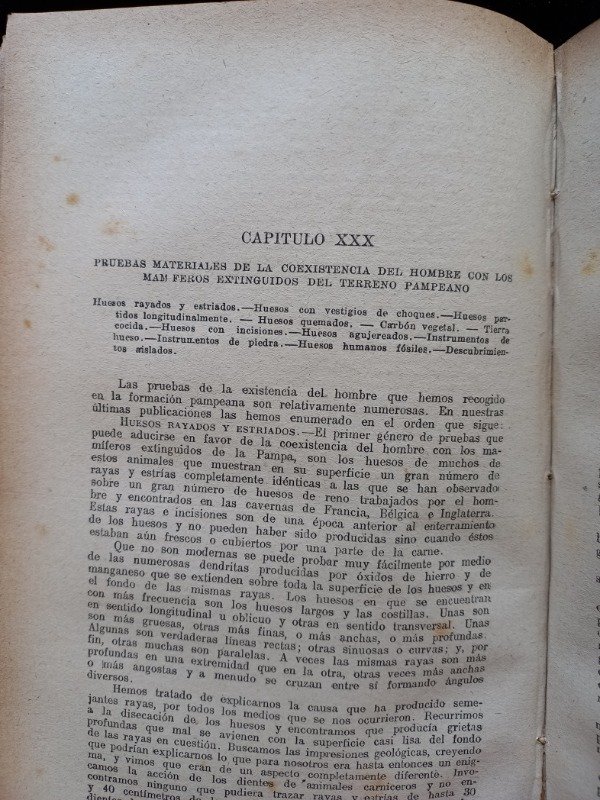 CAPITULO XXX
PRUEBAS MATERIALES DE LA COEXISTENCIA DEL HOMBRE CON LOS
MAM FEROS EXTINGUIDOS DEL TERRENO PAMPEANO
Huesos rayados y estriados.—Huesos con vestigios de choques.—Huesos par-
tidos longitudinalmente. — Huesos quemados. — Carbón vegetal. — Tierra
cocida.—Huesos con incisiones.—Huesos agujereados.—Instrumentos de
hueso.—Instrumentos de piedra.—Huesos humanos fósiles.—Descubrimien-
tos aislados.
Las pruebas de la existencia del hombre que hemos recogido
en la formación pampeana son relativamente numerosas. En nuestras
últimas publicaciones las hemos enumerado en el orden que sigue:
HUESOS RAYADOS Y ESTRIADOS.—El primer género de pruebas que
puede aducirse en favor de la coexistencia del hombre con los ma-
míferos extinguidos de la Pampa, son los huesos de muchos de
estos animales que muestran en su superficie un gran número de
rayas y estrías completamente idénticas a las que se han observado
sobre un gran número de huesos de reno trabajados por el hom-
bre y encontrados en las cavernas de Francia, Bélgica e Inglaterra.
Estas rayas e incisiones son de una época anterior al enterramiento
de los huesos y no pueden haber sido producidas sino cuando éstos
estaban aún frescos o cubiertos por una parte de la carne.
Que no son modernas se puede probar muy fácilmente por medio
de las numerosas dendritas producidas por óxidos de hierro y de
manganeso que se extienden sobre toda la superficie de los huesos y en
el fondo de las mismas rayas. Los huesos en que se encuentran
con más frecuencia son los huesos largos y las costillas. Unas son
en sentido longitudinal u oblicuo y otras en sentido transversal. Unas
son más gruesas, otras más finas, o más anchas, o más profundas.
Algunas son verdaderas líneas rectas; otras sinuosas o curvas; y, por
fin, otras muchas son paralelas. A veces las mismas rayas son más
profundas en una extremidad que en la otra, otras veces más anchas
o más angostas y a menudo se cruzan entre sí formando ángulos
diversos.
Hemos tratado de explicarnos la causa que ha producido seme-
jantes rayas, por todos los medios que se nos ocurrieron. Recurrimos
a la disecación de los huesos y encontramos que producía grietas
profundas que mal se avienen con la superficie casi lisa del fondo
de las rayas en cuestión. Buscamos las impresiones geológicas, creyendo
que podrían explicarnos lo que para nosotros era hasta entonces un enig-
ma, y vimos que eran de un aspecto completamente diferente. Invo-
camos la acción de los dientes de animales carniceros y no en-
contramos ninguno que pudiera trazar rayas y estrías de hasta 30
y 40 centímetros de